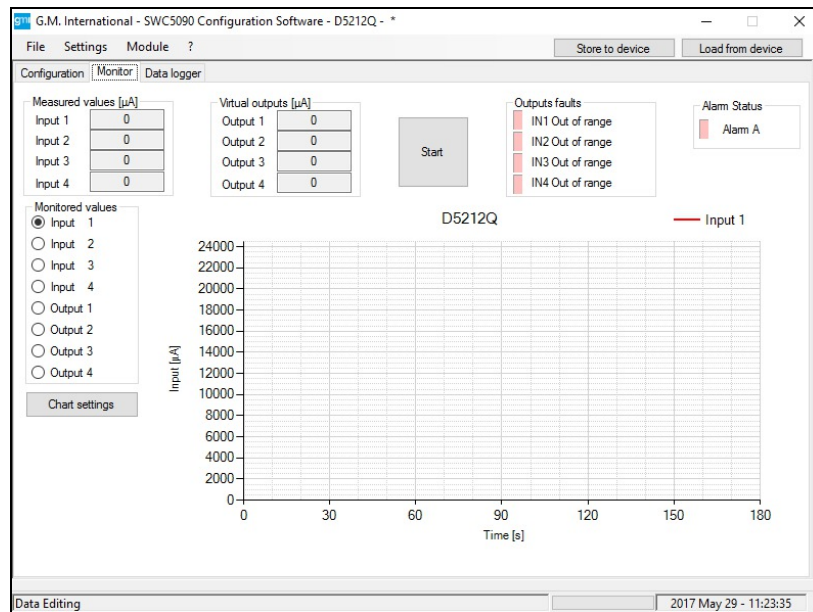 gmi G.M. International - SWC5090 Configuration Software - D5212Q - *
File Settings Module ? Store to device Load from device
Configuration Monitor Data logger
Measured values [µA]
Input 1 0
Input 2 0
Input 3 0
Input 4 0
Virtual outputs [µA]
Output 1 0
Output 2 0
Output 3 0
Output 4 0
Start
Outputs faults
IN1 Out of range
IN2 Out of range
IN3 Out of range
IN4 Out of range
Alarm Status
Alarm A
Monitored values
Input 1
Input 2
Input 3
Input 4
Output 1
Output 2
Output 3
Output 4
Chart settings
D5212Q
Input 1
Input [µA]
24000
22000
20000
18000
16000
14000
12000
10000
8000
6000
4000
2000
0
0 30 60 90 120 150 180
Time [s]
Data Editing 2017 May 29 - 11:23:35